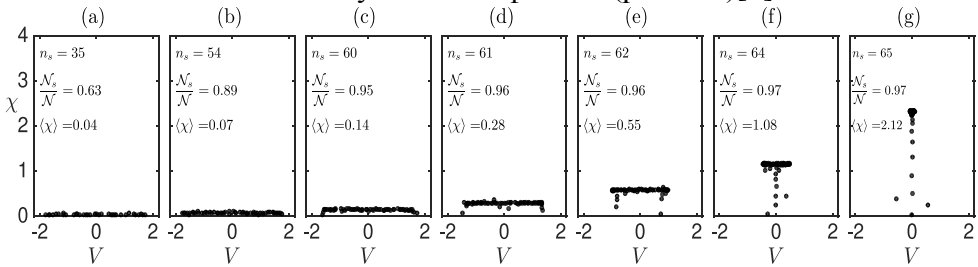 (a) (b) (c) (d) (e) (f) (g)
4
3
χ
2
1
0
n_s = 35
𝒩_s/𝒩 = 0.63
⟨χ⟩ =0.04
-2 0 2
V
n_s = 54
𝒩_s/𝒩 = 0.89
⟨χ⟩ =0.07
-2 0 2
V
n_s = 60
𝒩_s/𝒩 = 0.95
⟨χ⟩ =0.14
-2 0 2
V
n_s = 61
𝒩_s/𝒩 = 0.96
⟨χ⟩ =0.28
-2 0 2
V
n_s = 62
𝒩_s/𝒩 = 0.96
⟨χ⟩ =0.55
-2 0 2
V
n_s = 64
𝒩_s/𝒩 = 0.97
⟨χ⟩ =1.08
-2 0 2
V
n_s = 65
𝒩_s/𝒩 = 0.97
⟨χ⟩ =2.12
-2 0 2
V